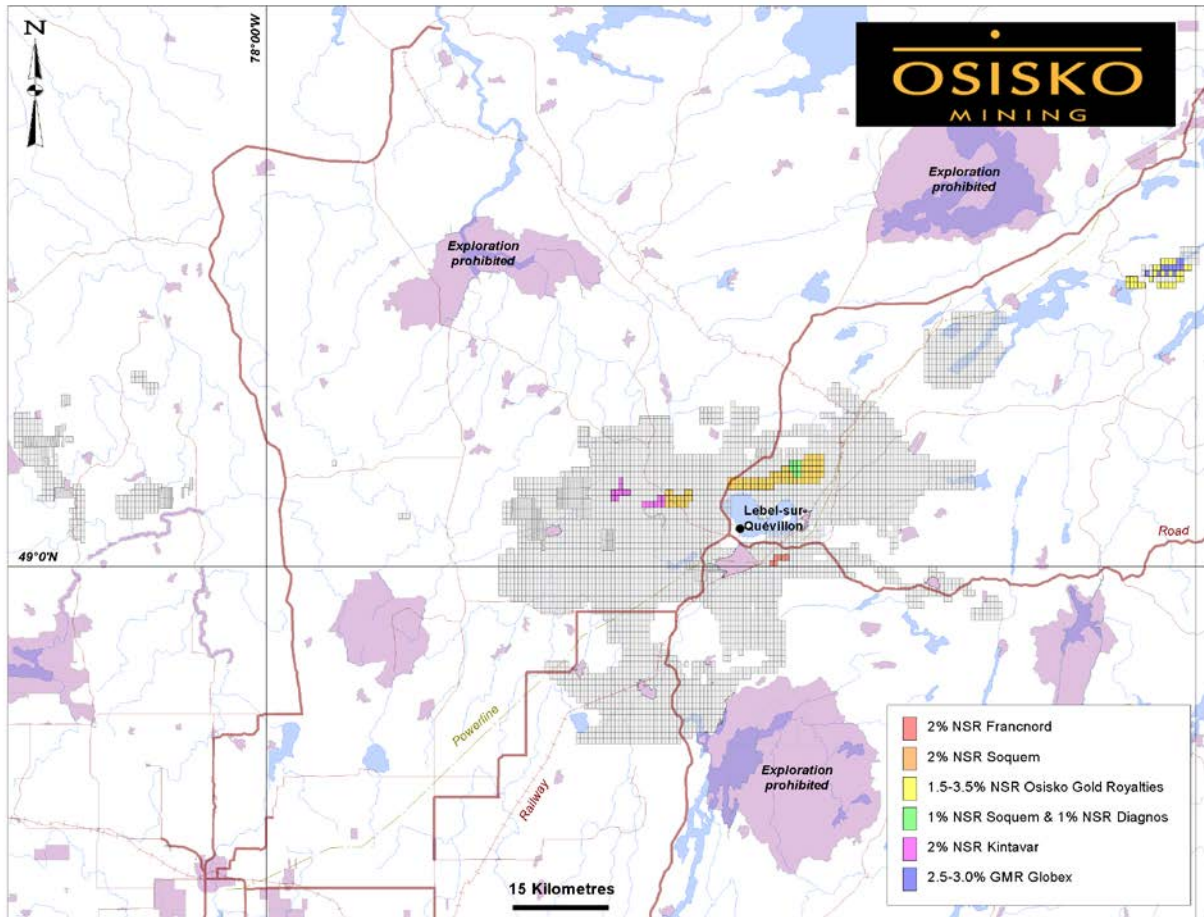 N
78°00'W
OSISKO
MINING
Exploration
prohibited
Exploration
prohibited
Lebel-sur-
Quévillon
49°0'N
Road
Powerline
Railway
Exploration
prohibited
15 Kilometres
2% NSR Francnord
2% NSR Soquem
1.5-3.5% NSR Osisko Gold Royalties
1% NSR Soquem & 1% NSR Diagnos
2% NSR Kintavar
2.5-3.0% GMR Globex